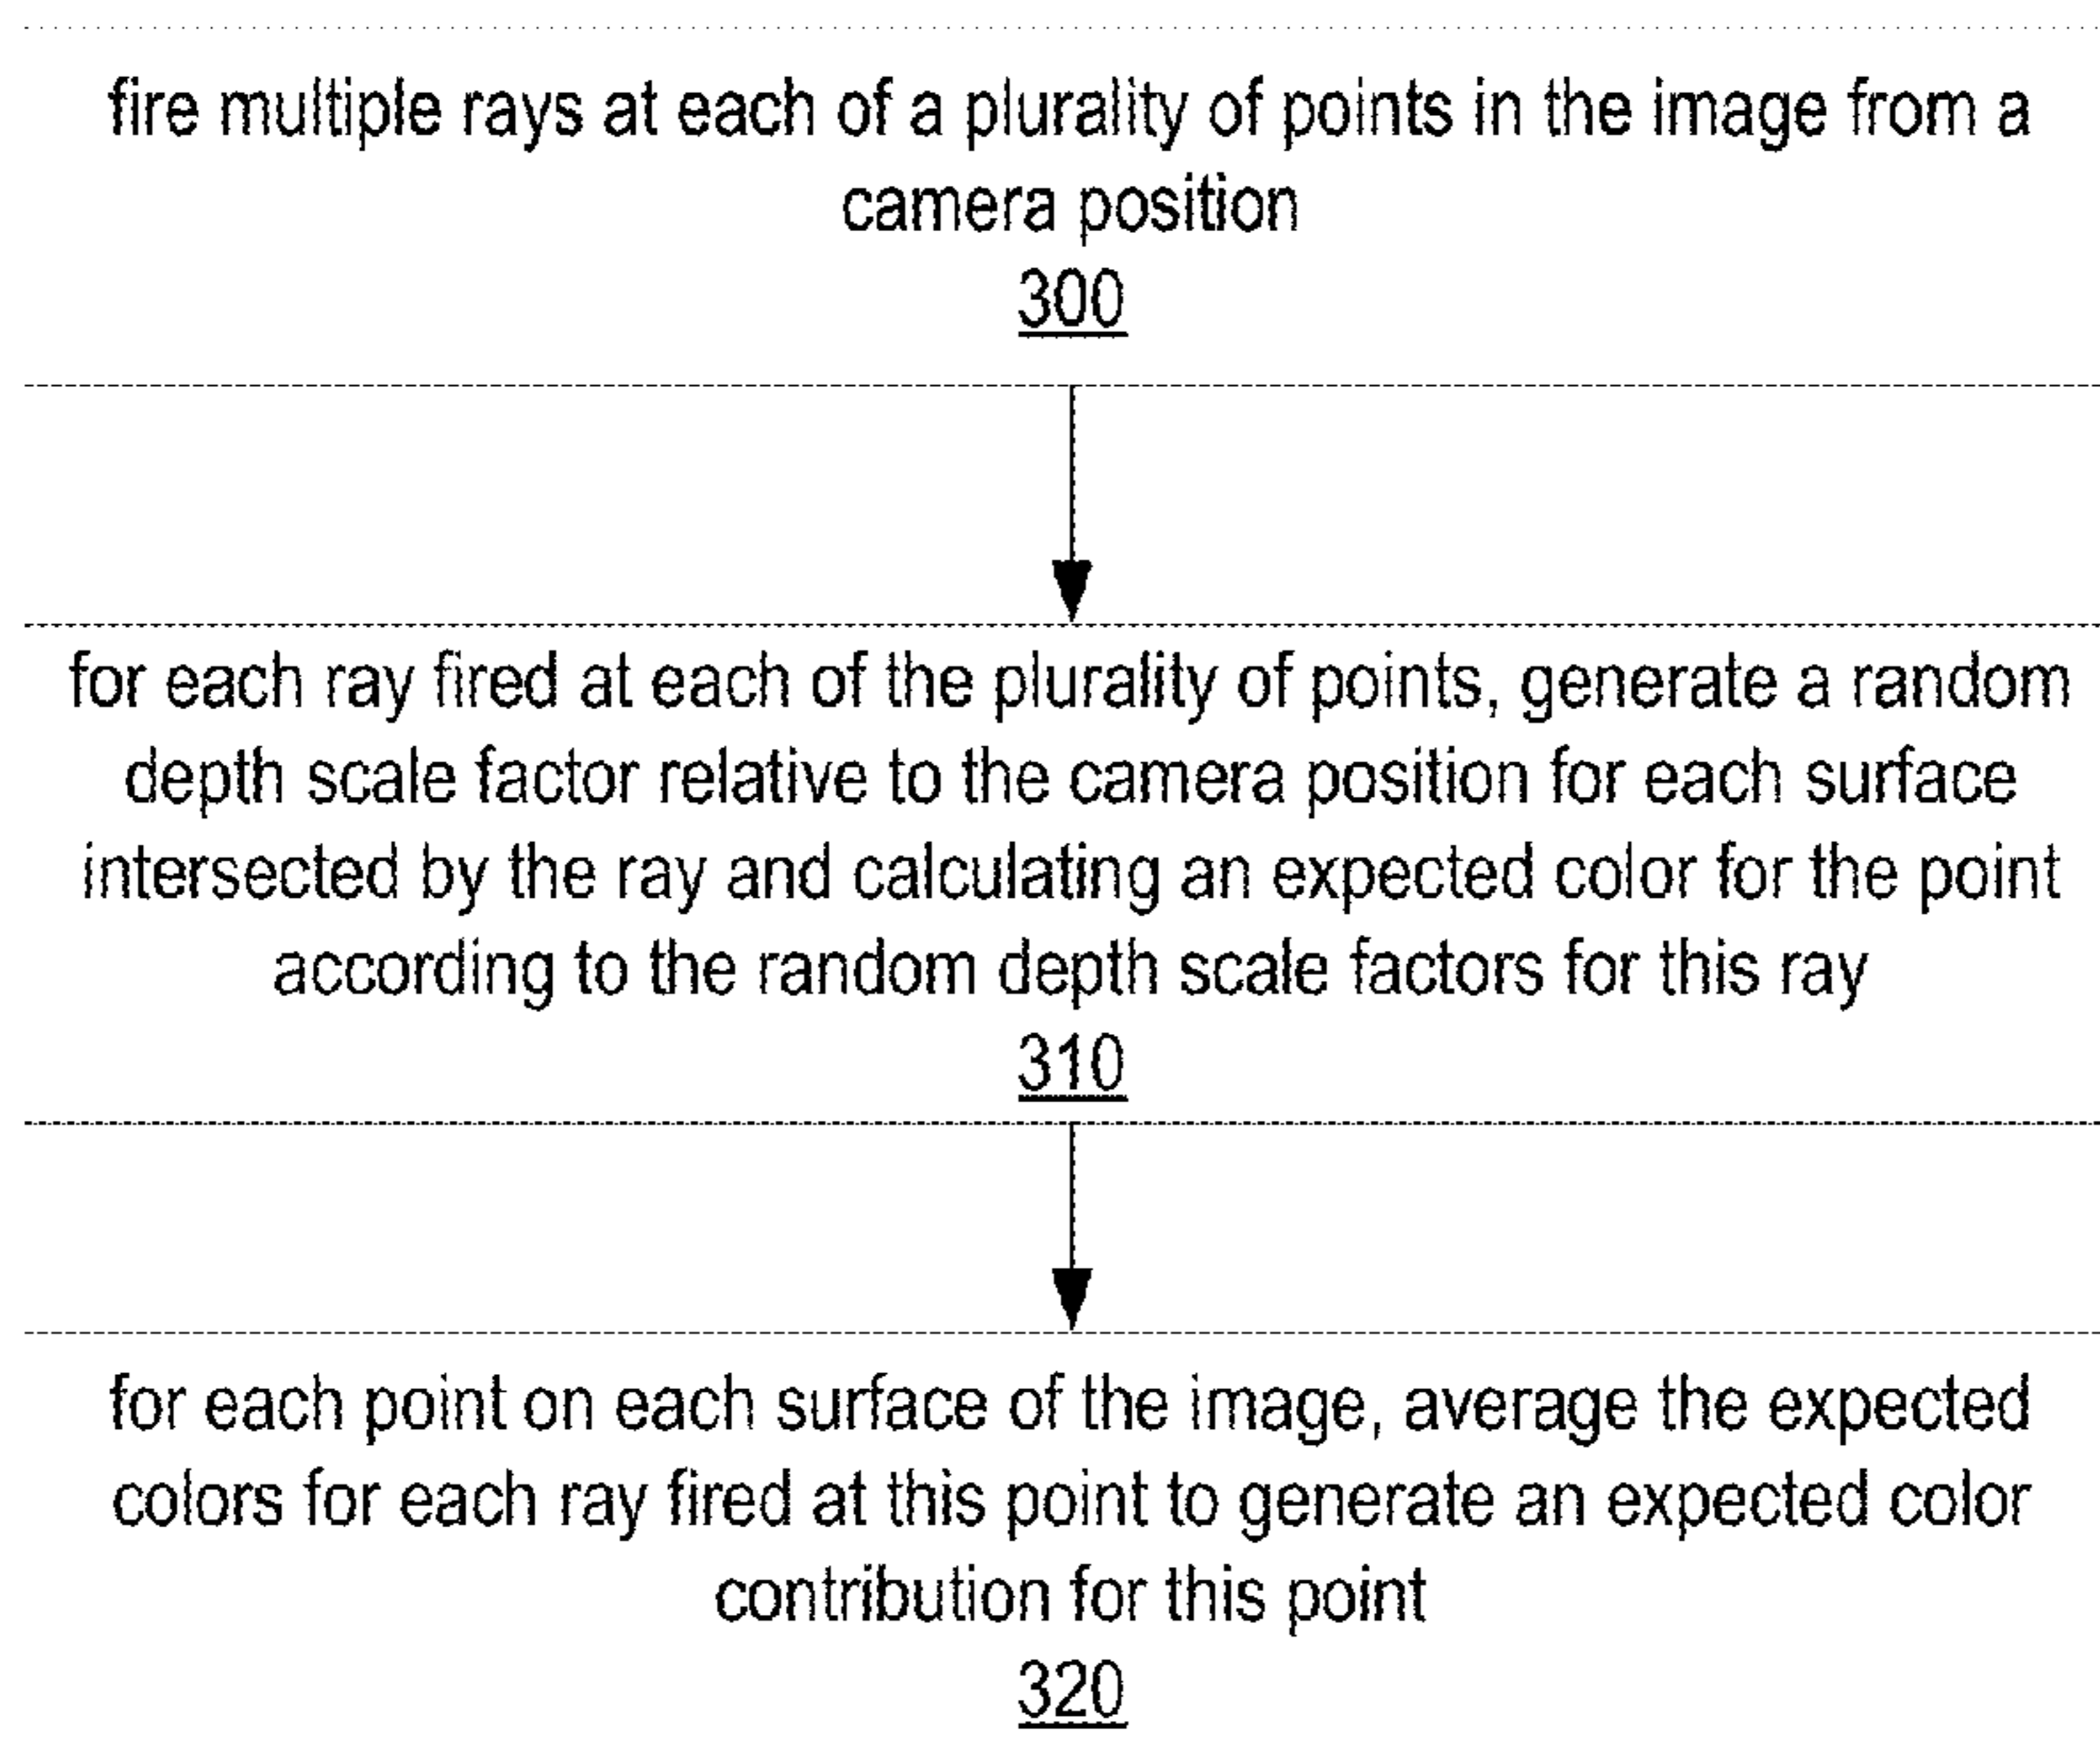 fire multiple rays at each of a plurality of points in the image from a
camera position
300
for each ray fired at each of the plurality of points, generate a random
depth scale factor relative to the camera position for each surface
intersected by the ray and calculating an expected color for the point
according to the random depth scale factors for this ray
310
for each point on each surface of the image, average the expected
colors for each ray fired at this point to generate an expected color
contribution for this point
320